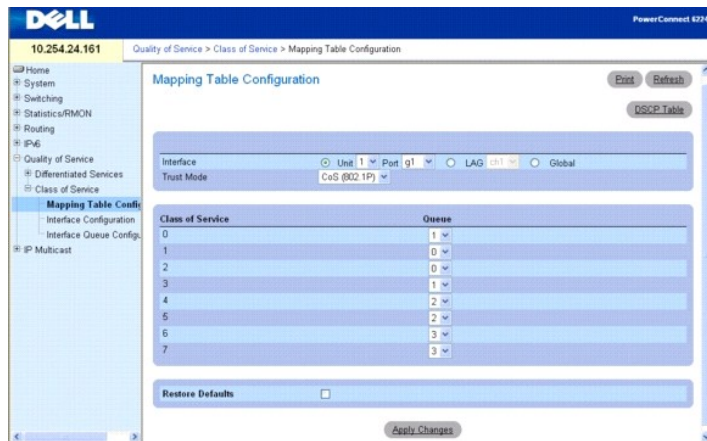 DELL
PowerConnect 6224
10.254.24.161
Quality of Service > Class of Service > Mapping Table Configuration
Home
System
Switching
Statistics/RMON
Routing
IPv6
Quality of Service
Differentiated Services
Class of Service
Mapping Table Config
Interface Configuration
Interface Queue Configu
IP Multicast
Mapping Table Configuration
Print Refresh
DSCP Table
Interface Unit 1 Port g1 LAG ch1 Global
Trust Mode CoS (802.1P)
Class of Service Queue
0 1
1 0
2 0
3 1
4 2
5 2
6 3
7 3
Restore Defaults
Apply Changes